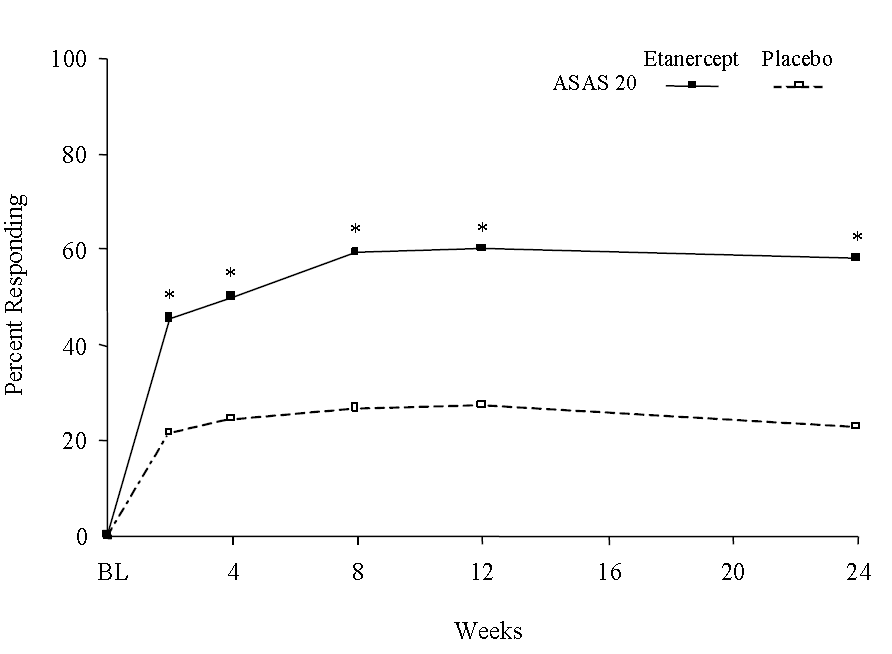 Etanercept Placebo
ASAS 20
100
80
60
40
20
0
Percent Responding
* * * * *
BL 4 8 12 16 20 24
Weeks